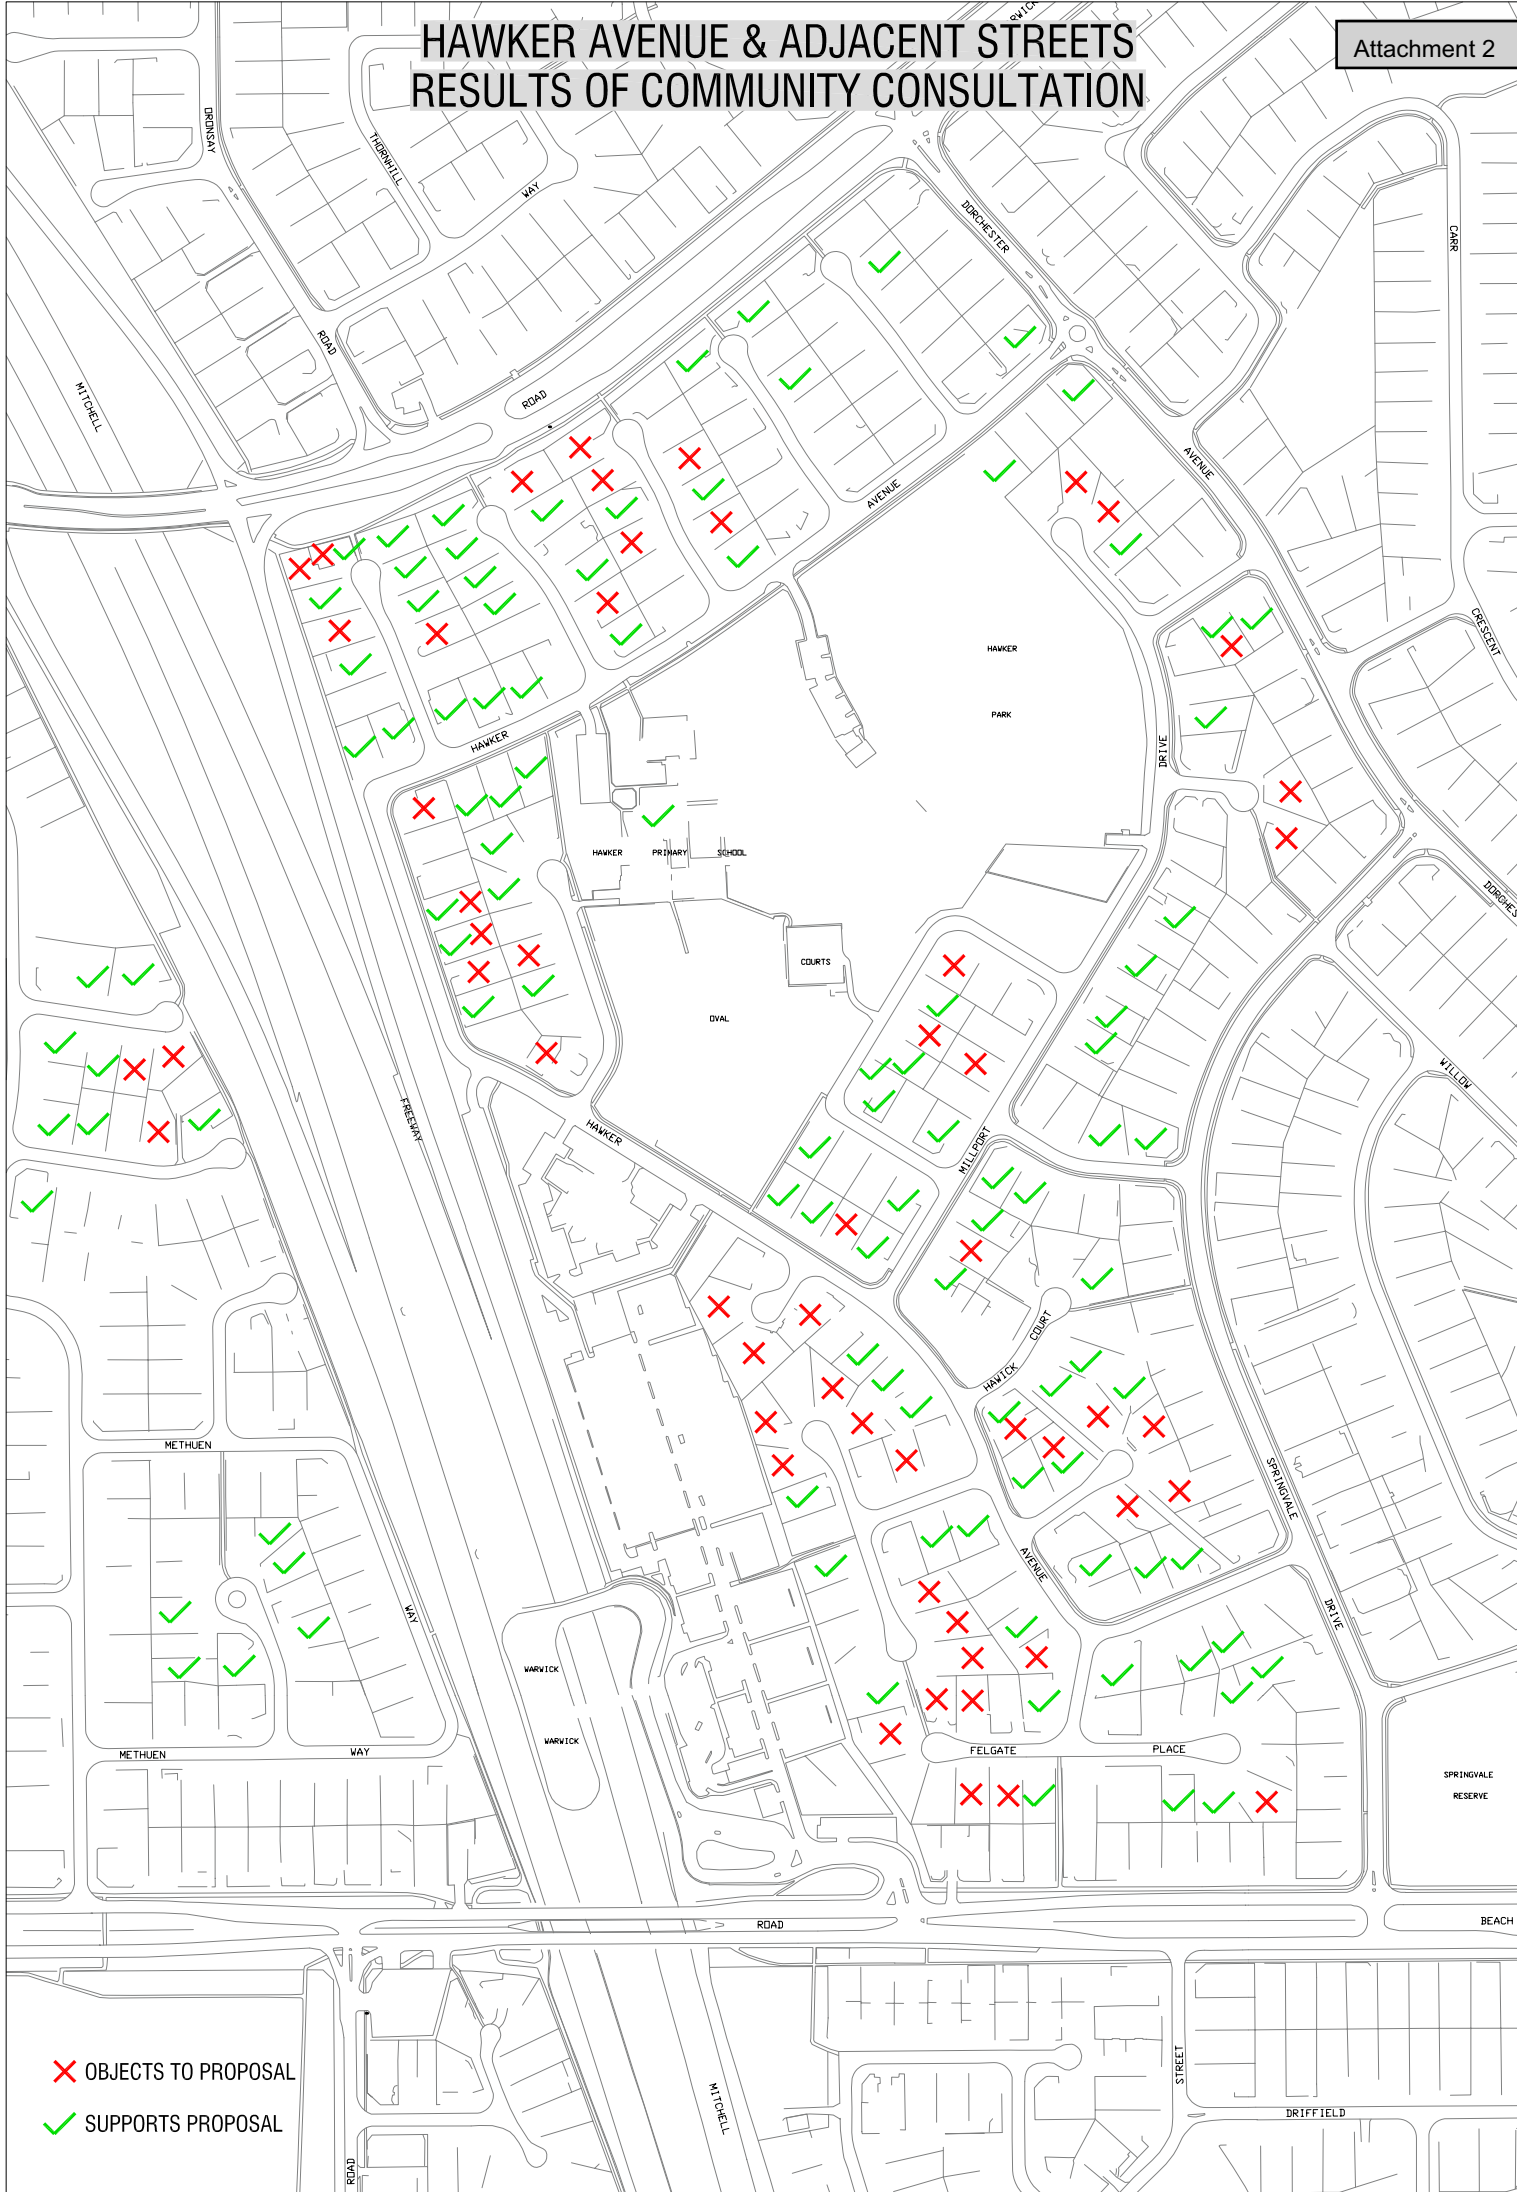 HAWKER AVENUE & ADJACENT STREETS
RESULTS OF COMMUNITY CONSULTATION
Attachment 2
WARWICK
ORONSAY
THORNHILL
WAY
DORCHESTER
CARR
ROAD
MITCHELL
ROAD
AVENUE
AVENUE
CRESCENT
HAWKER
PARK
DRIVE
HAWKER
HAWKER PRIMARY SCHOOL
COURTS
OVAL
WILLOW
FREEWAY
HAWKER
MILLPORT
COURT
HAWICK
METHUEN
SPRINGVALE
AVENUE
WAY
DRIVE
WARWICK
WARWICK
METHUEN WAY
FELGATE PLACE
SPRINGVALE
RESERVE
ROAD
BEACH
OBJECTS TO PROPOSAL
SUPPORTS PROPOSAL
MITCHELL
STREET
DRIFFIELD
ROAD